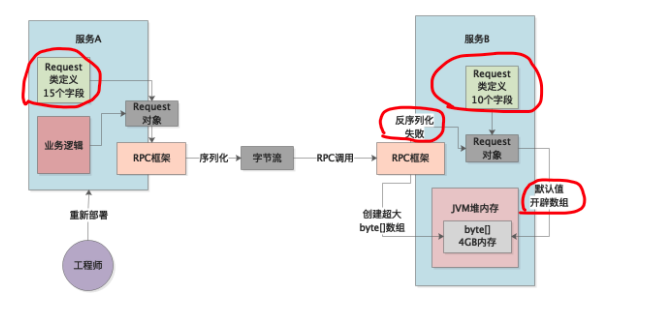 服务A
Request
类定义
15个字段
Request
对象
业务逻辑
RPC框架
序列化
字节流
RPC调用
重新部署
工程师
服务B
Request
类定义
10个字段
反序列化
失败
Request
对象
RPC框架
创建超大
byte[]数组
JVM堆内存
byte[]
4GB内存
默认值
开辟数组